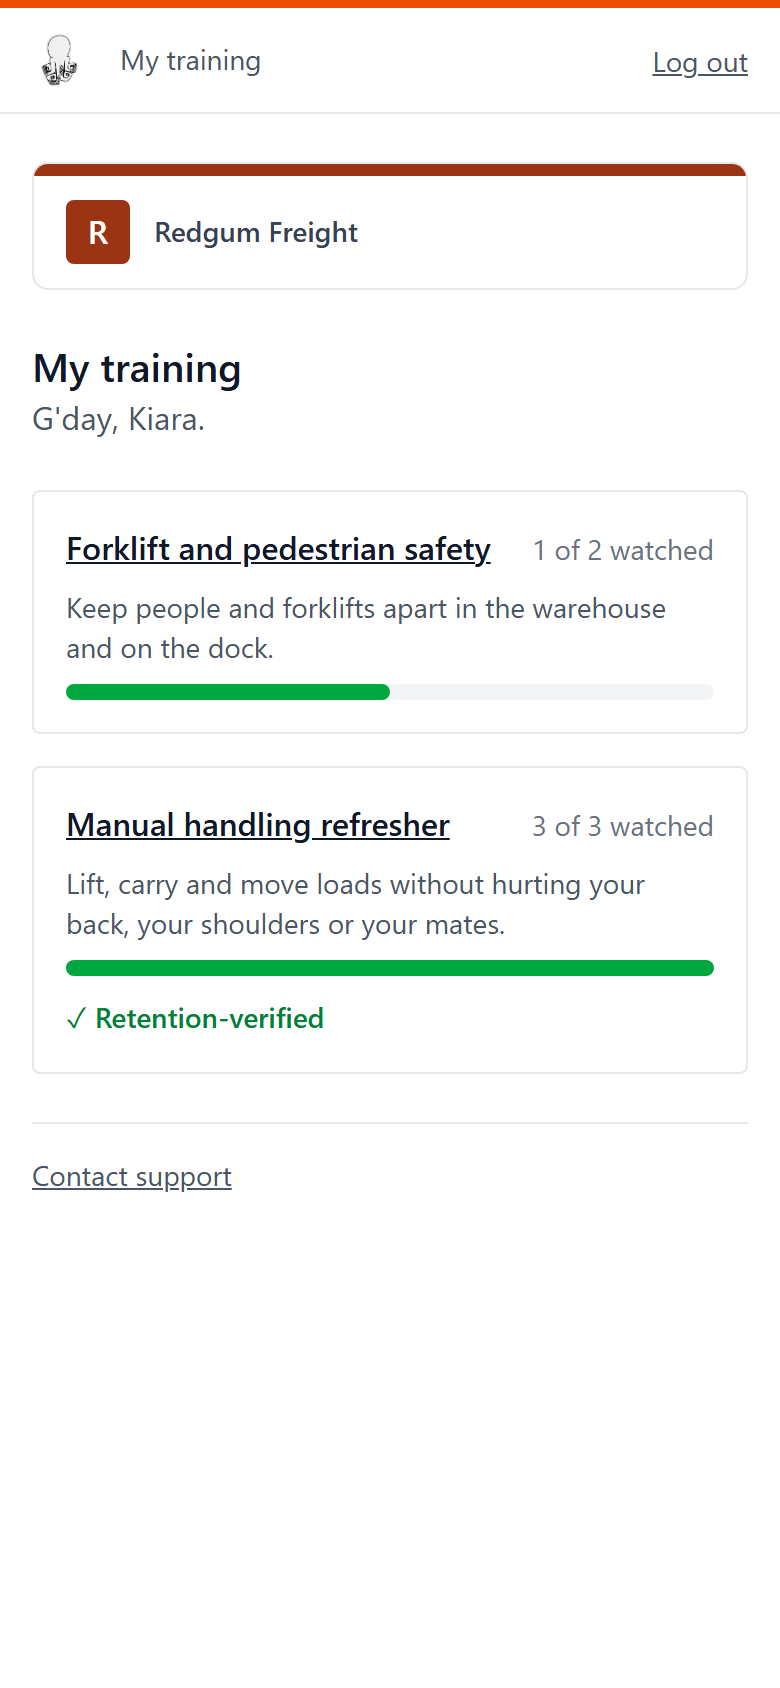 My training
Log out
R
Redgum Freight
My training
G'day, Kiara.
Forklift and pedestrian safety
1 of 2 watched
Keep people and forklifts apart in the warehouse
and on the dock.
Manual handling refresher
3 of 3 watched
Lift, carry and move loads without hurting your
back, your shoulders or your mates.
✓ Retention-verified
Contact support